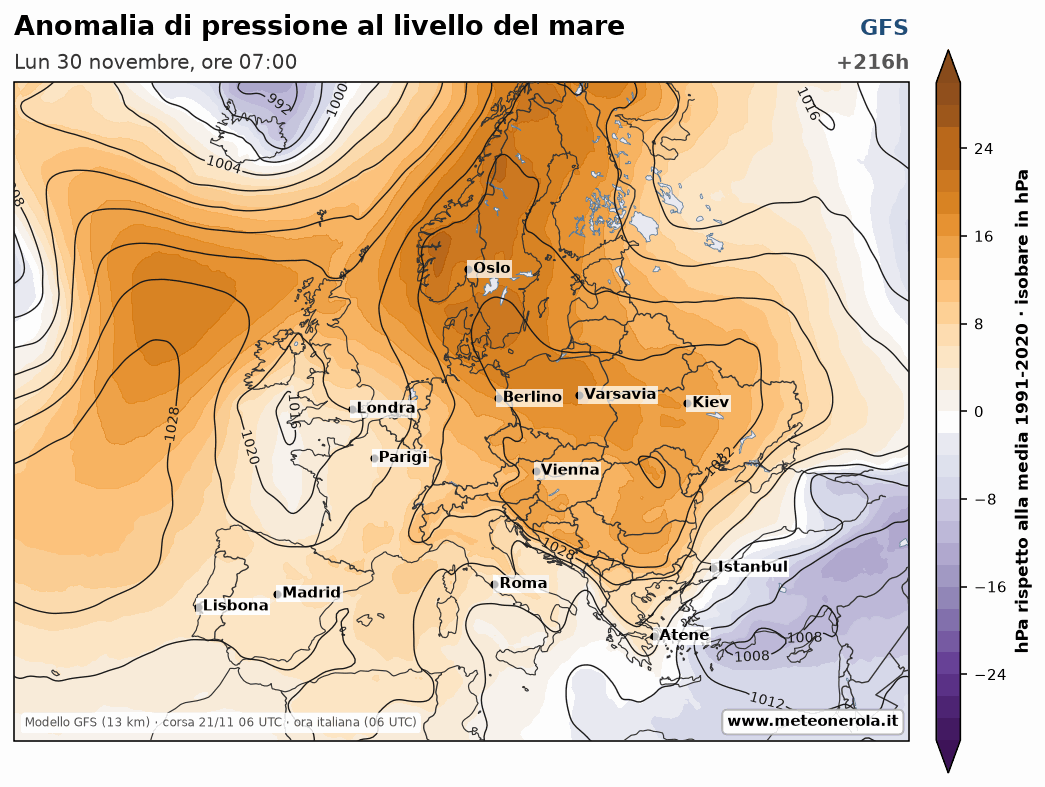 Anomalia di pressione al livello del mare
GFS
Lun 30 novembre, ore 07:00
+216h
992
1000
1016
1004
24
16
8
0
−8
−16
−24
hPa rispetto alla media 1991-2020 · isobare in hPa
Oslo
Berlino
Varsavia
Kiev
Londra
1016
1028
1020
Parigi
Vienna
1032
1028
Istanbul
Roma
Madrid
Lisbona
Atene
1008
1008
1012
Modello GFS (13 km) · corsa 21/11 06 UTC · ora italiana (06 UTC)
www.meteonerola.it